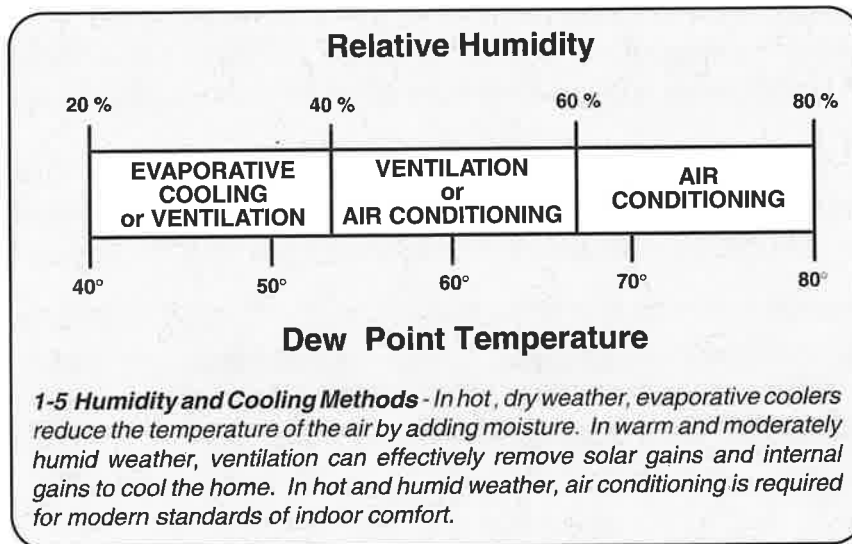 Relative Humidity
20 % 40 % 60 % 80 %
EVAPORATIVE COOLING or VENTILATION
VENTILATION or AIR CONDITIONING
AIR CONDITIONING
40° 50° 60° 70° 80°
Dew Point Temperature
1-5 Humidity and Cooling Methods - In hot, dry weather, evaporative coolers
reduce the temperature of the air by adding moisture. In warm and moderately
humid weather, ventilation can effectively remove solar gains and internal
gains to cool the home. In hot and humid weather, air conditioning is required
for modern standards of indoor comfort.